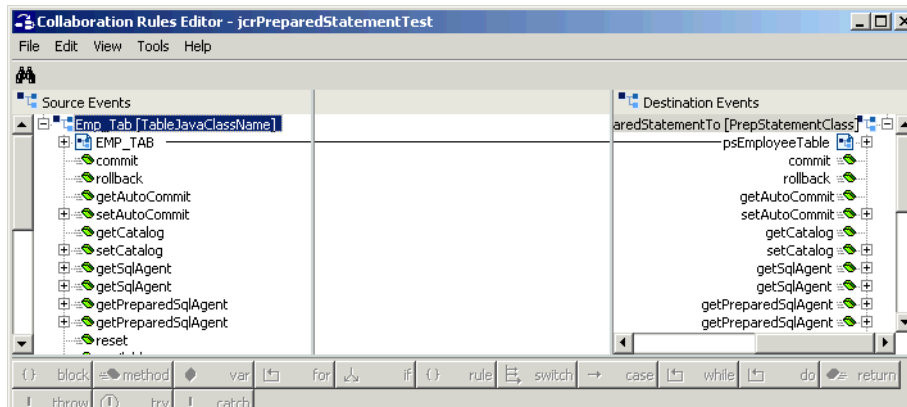 Collaboration Rules Editor - jcrPreparedStatementTest
File Edit View Tools Help
Source Events
Destination Events
Emp_Tab [TableJavaClassName]
aredStatementTo [PrepStatementClass]
EMP_TAB
psEmployeeTable
commit
commit
rollback
rollback
getAutoCommit
getAutoCommit
setAutoCommit
setAutoCommit
getCatalog
getCatalog
setCatalog
setCatalog
getSqlAgent
getSqlAgent
getSqlAgent
getSqlAgent
getPreparedSqlAgent
getPreparedSqlAgent
getPreparedSqlAgent
getPreparedSqlAgent
reset
block method var for if rule switch case while do return
throw try catch